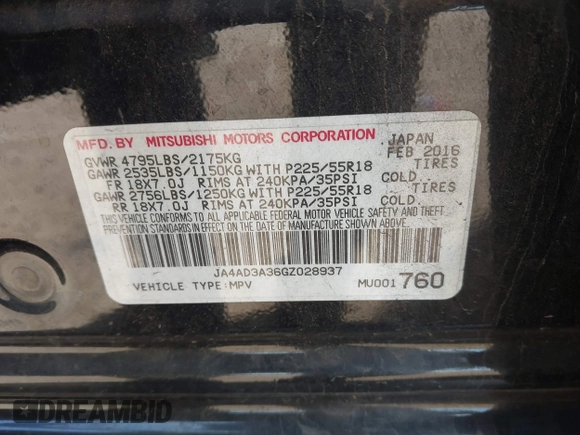 MFD. BY MITSUBISHI MOTORS CORPORATION JAPAN
GVWR 4795LBS/2175KG FEB 2016
GAWR 2535LBS/1150KG WITH P225/55R18 TIRES
FR 18X7.0J RIMS AT 240KPA/35PSI COLD.
GAWR 2756LBS/1250KG WITH P225/55R18 TIRES
RR 18X7.0J RIMS AT 240KPA/35PSI COLD.
THIS VEHICLE CONFORMS TO ALL APPLICABLE FEDERAL MOTOR VEHICLE SAFETY AND THEFT
PREVENTION STANDARDS IN EFFECT ON THE DATE OF MANUFACTURE SHOWN ABOVE.
JA4AD3A36GZ028937
VEHICLE TYPE:MPV MU001760
DREAMBID